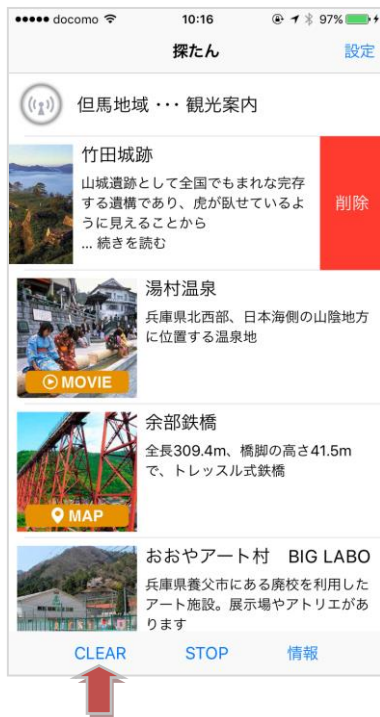 docomo 10:16 97%
探たん 設定
但馬地域 ･･･ 観光案内
竹田城跡
山城遺跡として全国でもまれな完存
する遺構であり、虎が臥せているよ
うに見えることから
... 続きを読む
削除
湯村温泉
兵庫県北西部、日本海側の山陰地方
に位置する温泉地
MOVIE
余部鉄橋
全長309.4m、橋脚の高さ41.5m
で、トレッスル式鉄橋
MAP
おおやアート村 BIG LABO
兵庫県養父市にある廃校を利用した
アート施設。展示場やアトリエがあ
ります
CLEAR STOP 情報